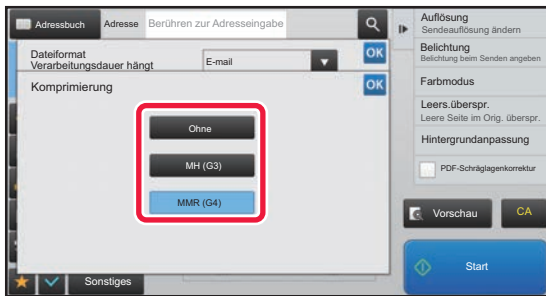 Adressbuch
Adresse
Berühren zur Adresseingabe
Dateiformat
Verarbeitungsdauer hängt
E-mail
OK
Komprimierung
OK
Ohne
MH (G3)
MMR (G4)
Sonstiges
Auflösung
Sendeauflösung ändern
Belichtung
Belichtung beim Senden angeben
Farbmodus
Leers.überspr.
Leere Seite im Orig. überspr.
Hintergrundanpassung
PDF-Schräglagenkorrektur
Vorschau
CA
Start